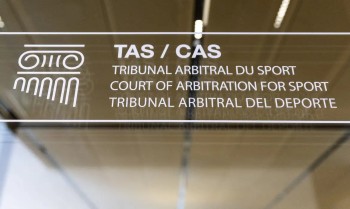 TAS / CAS
TRIBUNAL ARBITRAL DU SPORT
COURT OF ARBITRATION FOR SPORT
TRIBUNAL ARBITRAL DEL DEPORTE